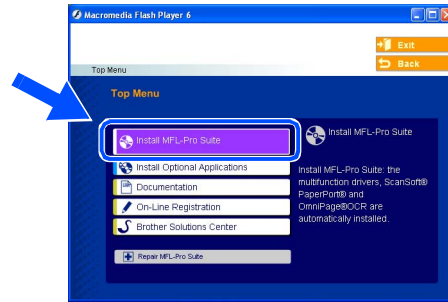 Macromedia Flash Player 6
Exit
Back
Top Menu
Top Menu
Install MFL-Pro Suite
Install Optional Applications
Documentation
On-Line Registration
Brother Solutions Center
Repair MFL-Pro Suite
Install MFL-Pro Suite
Install MFL-Pro Suite: the
multifunction drivers, ScanSoft®
PaperPort® and
OmniPage®OCR are
automatically installed.